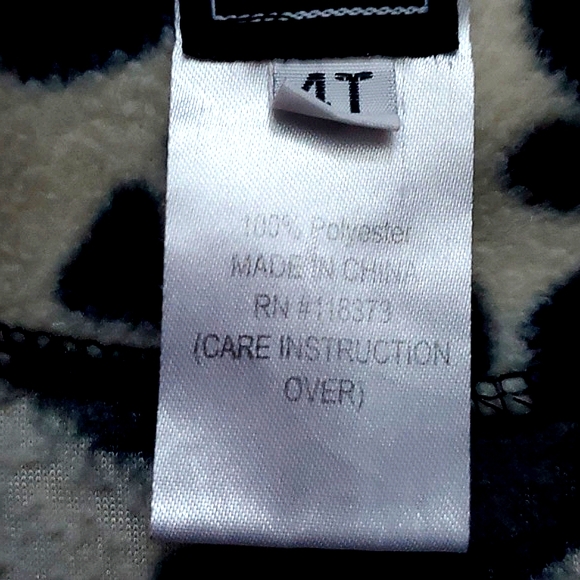 4T
100% Polyester
MADE IN CHINA
RN #118373
(CARE INSTRUCTION
OVER)